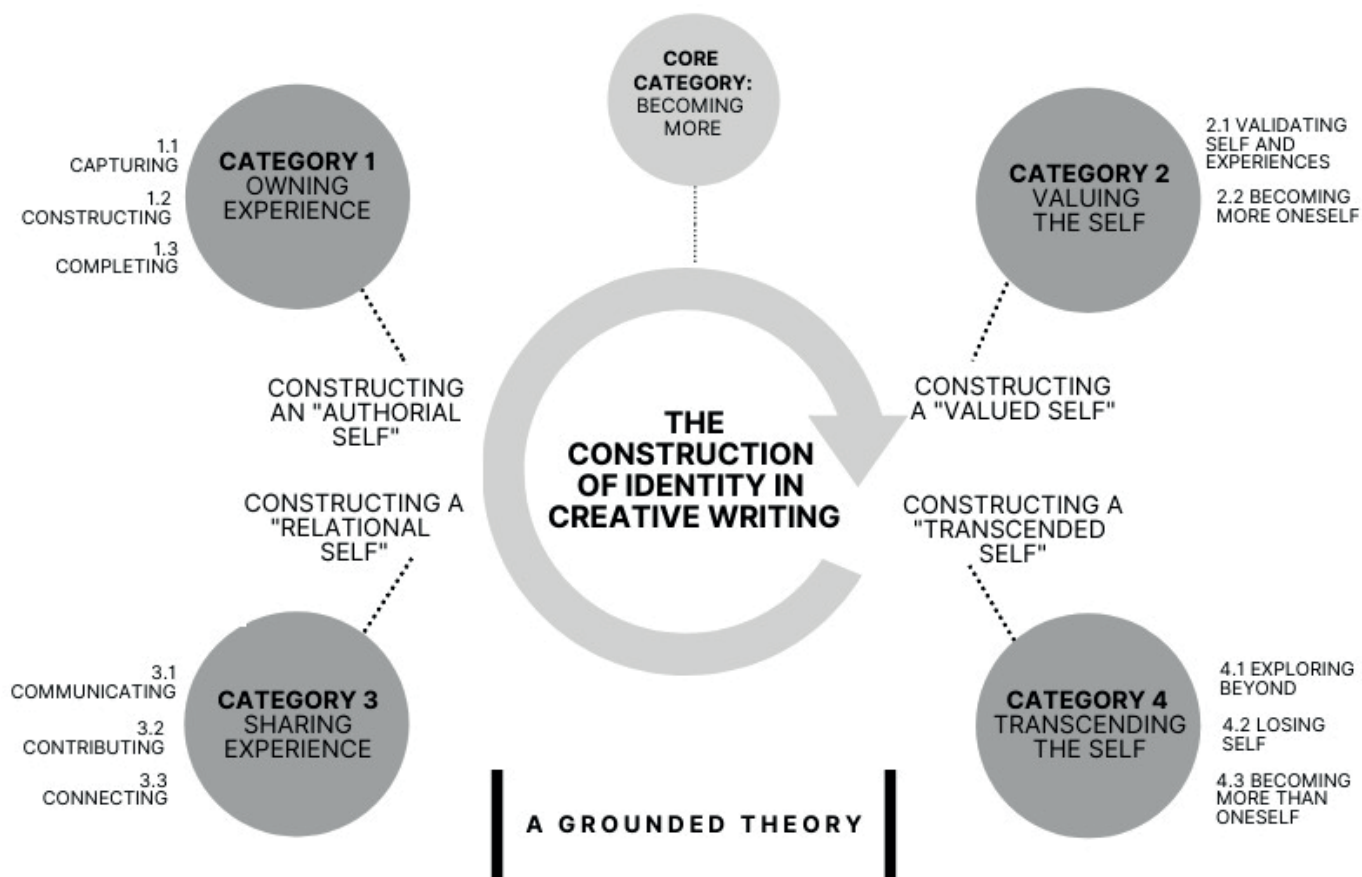 CORE
CATEGORY:
BECOMING
MORE
1.1
CAPTURING
1.2
CONSTRUCTING
1.3
COMPLETING
CATEGORY 1
OWNING
EXPERIENCE
CATEGORY 2
VALUING
THE SELF
2.1 VALIDATING
SELF AND
EXPERIENCES
2.2 BECOMING
MORE ONESELF
CONSTRUCTING
AN "AUTHORIAL
SELF"
CONSTRUCTING
A "VALUED SELF"
THE
CONSTRUCTION
OF IDENTITY IN
CREATIVE WRITING
CONSTRUCTING A
"RELATIONAL
SELF"
CONSTRUCTING A
"TRANSCENDED
SELF"
3.1
COMMUNICATING
3.2
CONTRIBUTING
3.3
CONNECTING
CATEGORY 3
SHARING
EXPERIENCE
CATEGORY 4
TRANSCENDING
THE SELF
4.1 EXPLORING
BEYOND
4.2 LOSING
SELF
4.3 BECOMING
MORE THAN
ONESELF
A GROUNDED THEORY